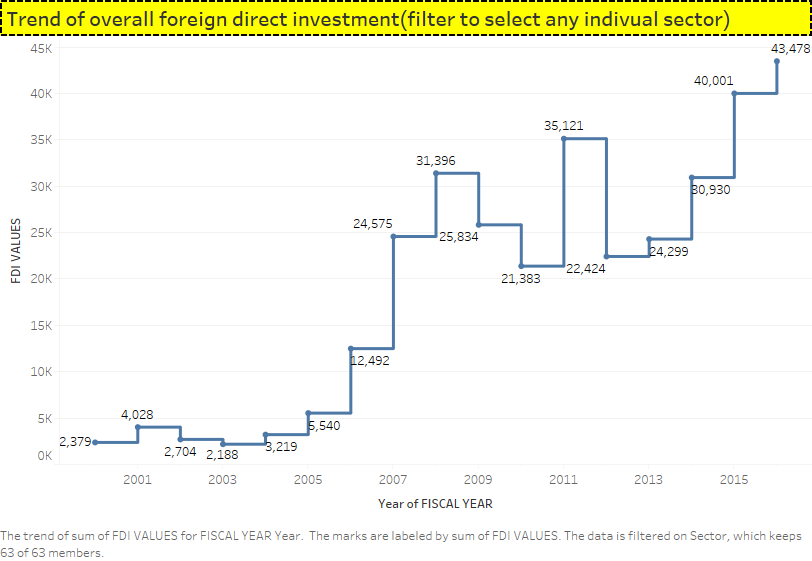 Trend of overall foreign direct investment(filter to select any indivual sector)
45K
43,478
40K
40,001
35K
35,121
30K
31,396
30,930
25K
24,575
25,834
24,299
20K
21,383
22,424
15K
12,492
10K
5K
5,540
4,028
2,379
2,704
2,188
3,219
0K
FDI VALUES
2001 2003 2005 2007 2009 2011 2013 2015
Year of FISCAL YEAR
The trend of sum of FDI VALUES for FISCAL YEAR Year.  The marks are labeled by sum of FDI VALUES. The data is filtered on Sector, which keeps
63 of 63 members.